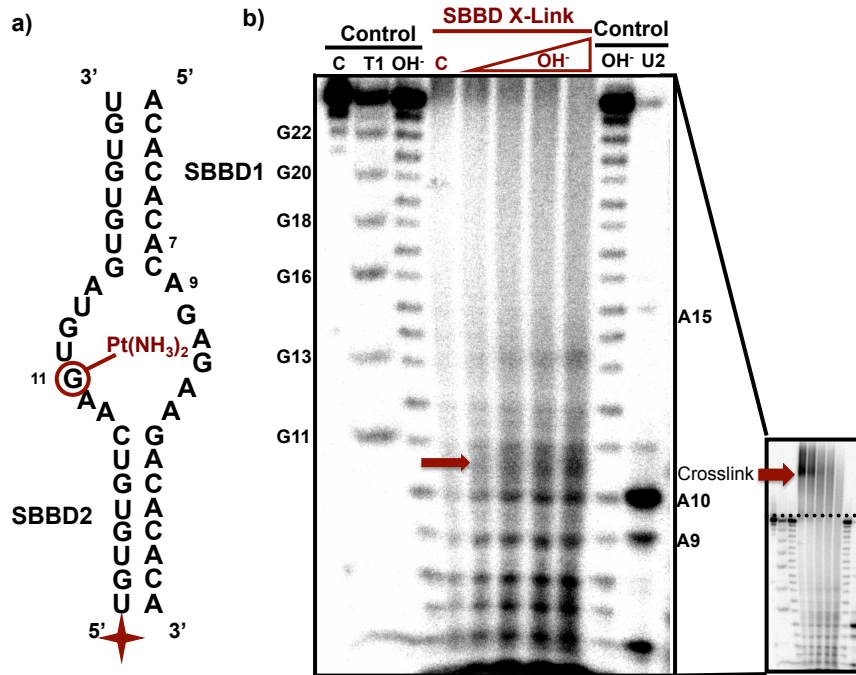 a)
3’ 5’
U A
G C
U A
G C
U A
G C
U A 7
G C
SBBD1
A A 9
U G
G A
U G
Pt(NH₃)₂
11 G A
A A
A
C G
U A
G C
U A
G C
U A
G C
U A
SBBD2
5’ 3’
b)
Control SBBD X-Link Control
C T1 OH⁻ C OH⁻ OH⁻ U2
G22
G20
G18
G16
A15
G13
G11
Crosslink
A10
A9